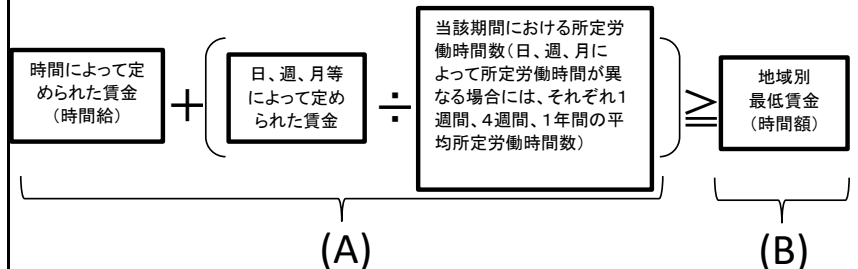 時間によって定
められた賃金
(時間給)
+
日、週、月等
によって定め
られた賃金
÷
当該期間における所定労
働時間数(日、週、月に
よって所定労働時間が異
なる場合には、それぞれ1
週間、4週間、1年間の平
均所定労働時間数)
≧
地域別
最低賃金
(時間額)
(A)
(B)